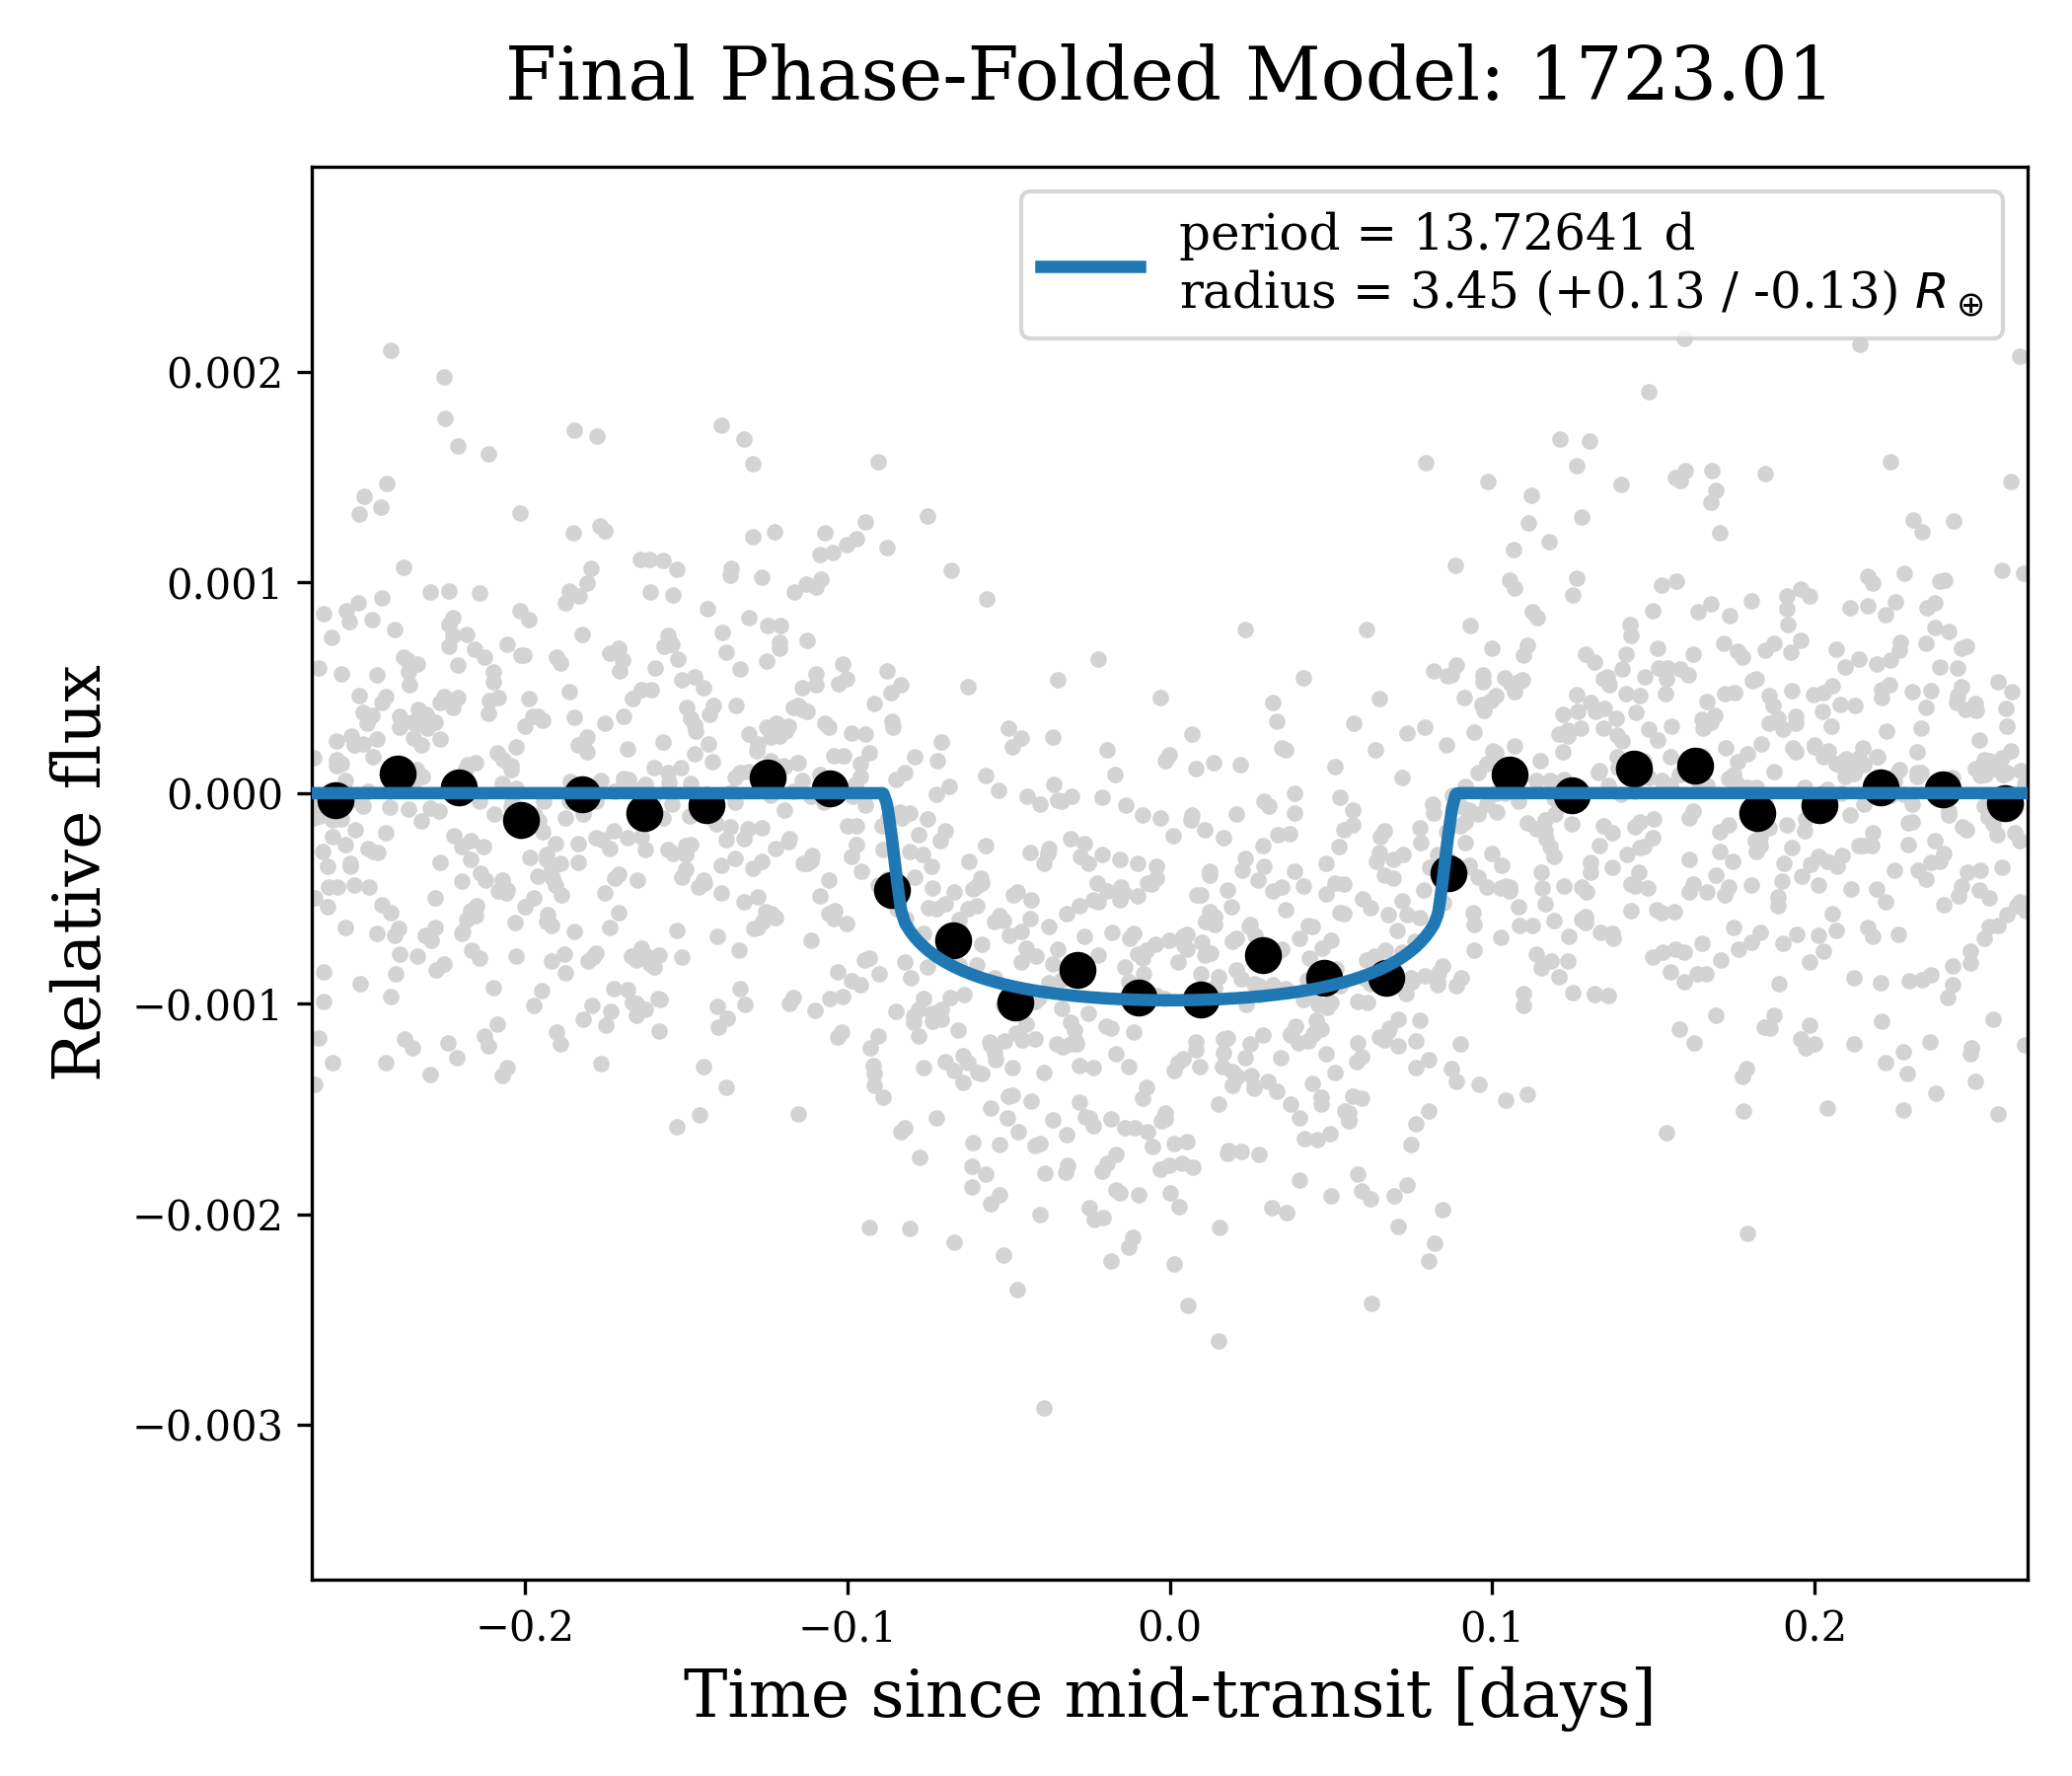 Final Phase-Folded Model: 1723.01
period = 13.72641 d
radius = 3.45 (+0.13 / -0.13) R⊕
0.002
0.001
0.000
−0.001
−0.002
−0.003
Relative flux
−0.2 −0.1 0.0 0.1 0.2
Time since mid-transit [days]